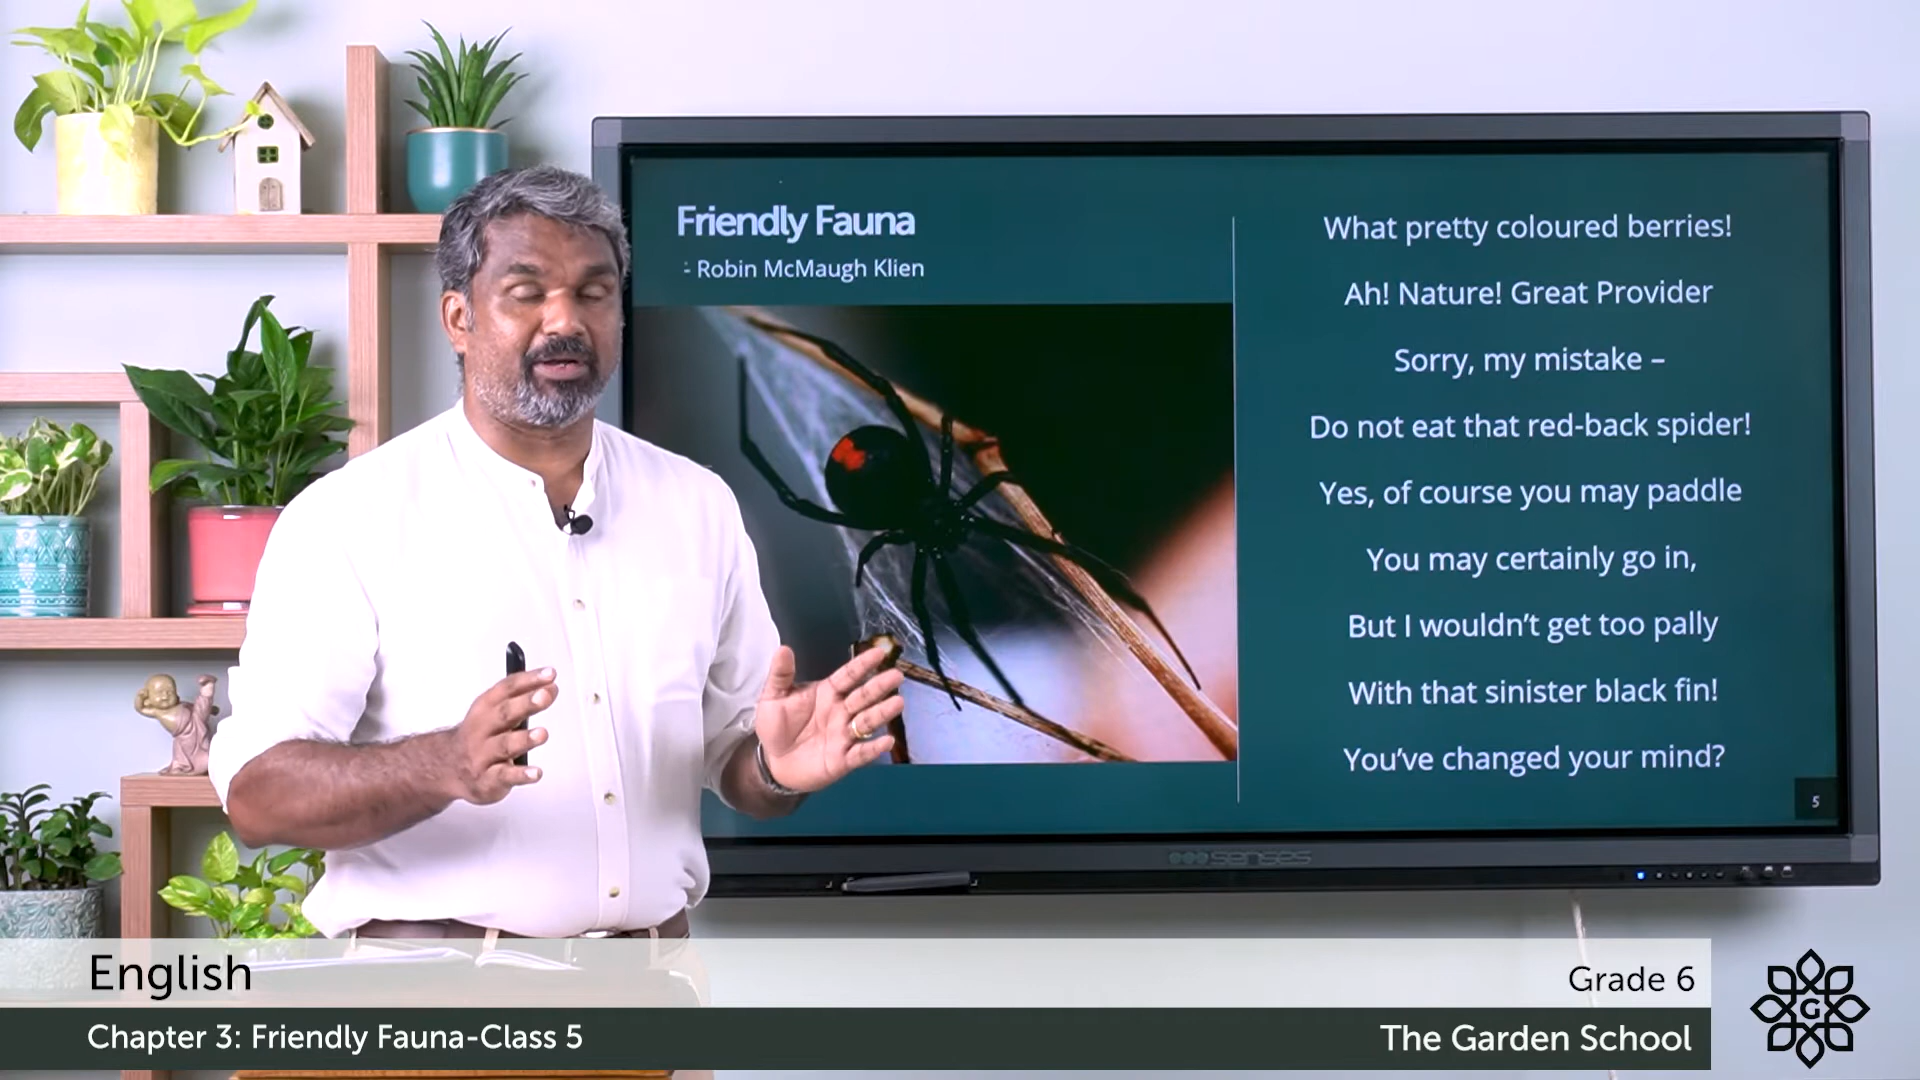 Friendly Fauna
- Robin McMaugh Klien
What pretty coloured berries!
Ah! Nature! Great Provider
Sorry, my mistake –
Do not eat that red-back spider!
Yes, of course you may paddle
You may certainly go in,
But I wouldn't get too pally
With that sinister black fin!
You've changed your mind?
5
senses
English
Grade 6
Chapter 3: Friendly Fauna-Class 5
The Garden School
G